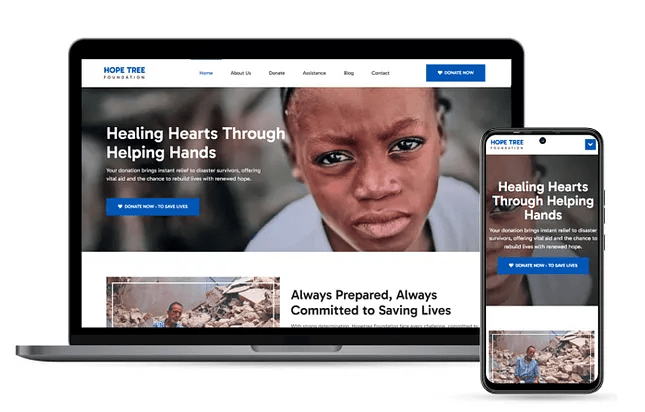 HOPE TREE
FOUNDATION
Home
About Us
Donate
Assistance
Blog
Contact
DONATE NOW
Healing Hearts Through
Helping Hands
Your donation brings instant relief to disaster survivors, offering
vital aid and the chance to rebuild lives with renewed hope.
DONATE NOW - TO SAVE LIVES
Always Prepared, Always
Committed to Saving Lives
With strong determination, Hopetree Foundation face every challenge, committed to
HOPE TREE
FOUNDATION
Healing Hearts
Through Helping
Hands
Your donation brings instant relief to disaster
survivors, offering vital aid and the chance to
rebuild lives with renewed hope.
DONATE NOW - TO SAVE LIVES